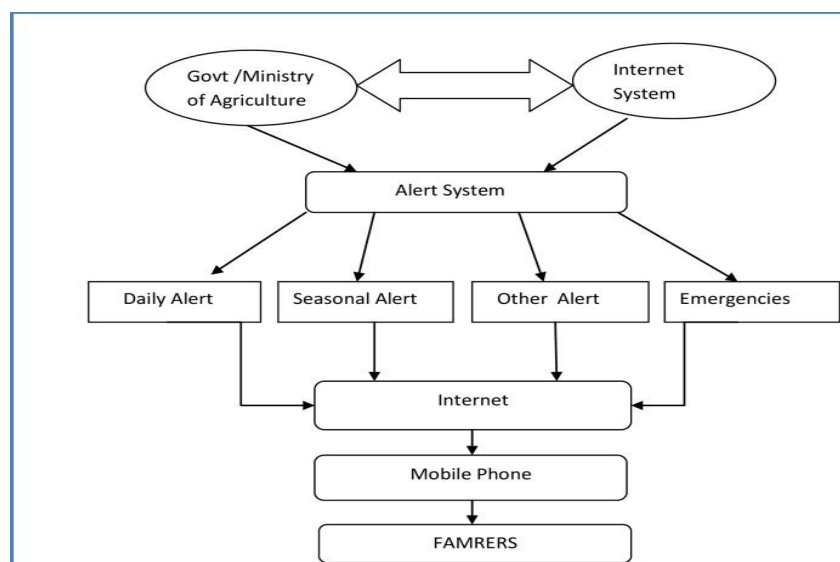 Govt /Ministry
of Agriculture
Internet
System
Alert System
Daily Alert
Seasonal Alert
Other Alert
Emergencies
Internet
Mobile Phone
FAMRERS